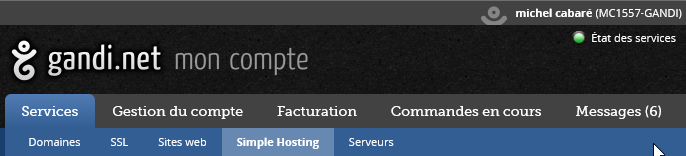 michel cabaré (MC1557-GANDI)
État des services
gandi.net mon compte
Services Gestion du compte Facturation Commandes en cours Messages (6)
Domaines SSL Sites web Simple Hosting Serveurs